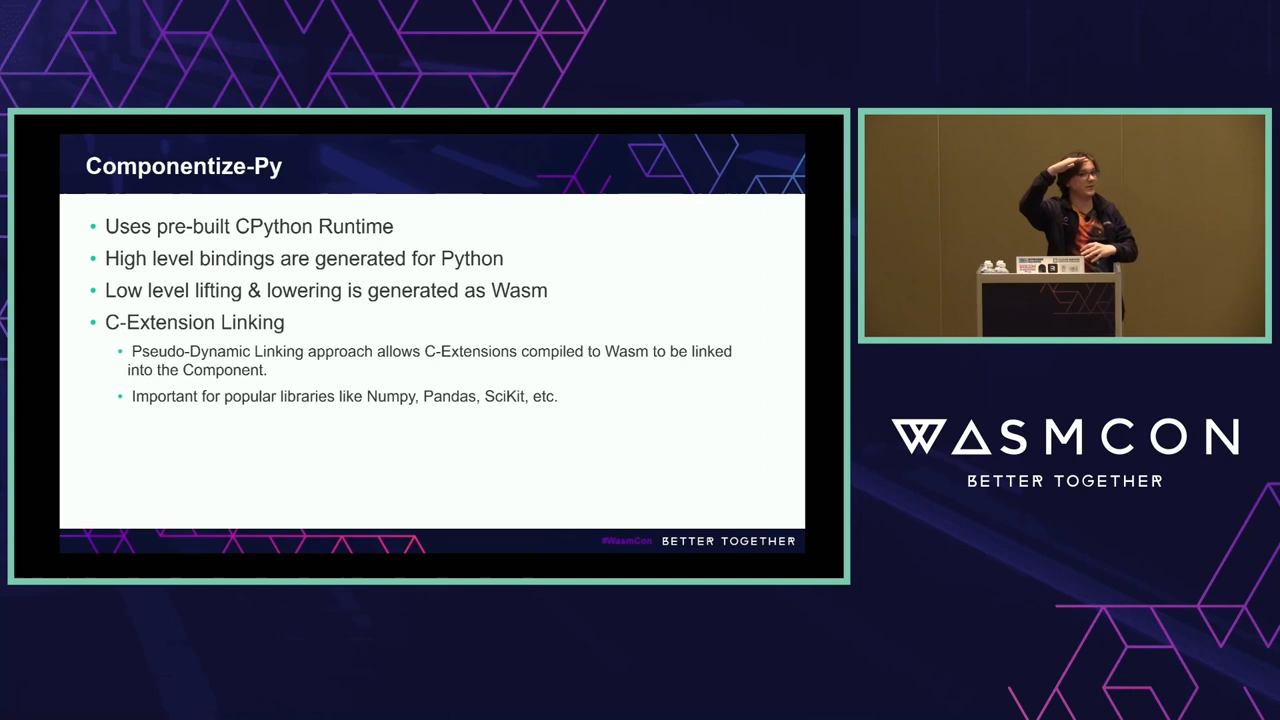 Componentize-Py
• Uses pre-built CPython Runtime
• High level bindings are generated for Python
• Low level lifting & lowering is generated as Wasm
• C-Extension Linking
• Pseudo-Dynamic Linking approach allows C-Extensions compiled to Wasm to be linked
into the Component.
• Important for popular libraries like Numpy, Pandas, SciKit, etc.
#WasmCon BETTER TOGETHER
WASMCON
BETTER TOGETHER